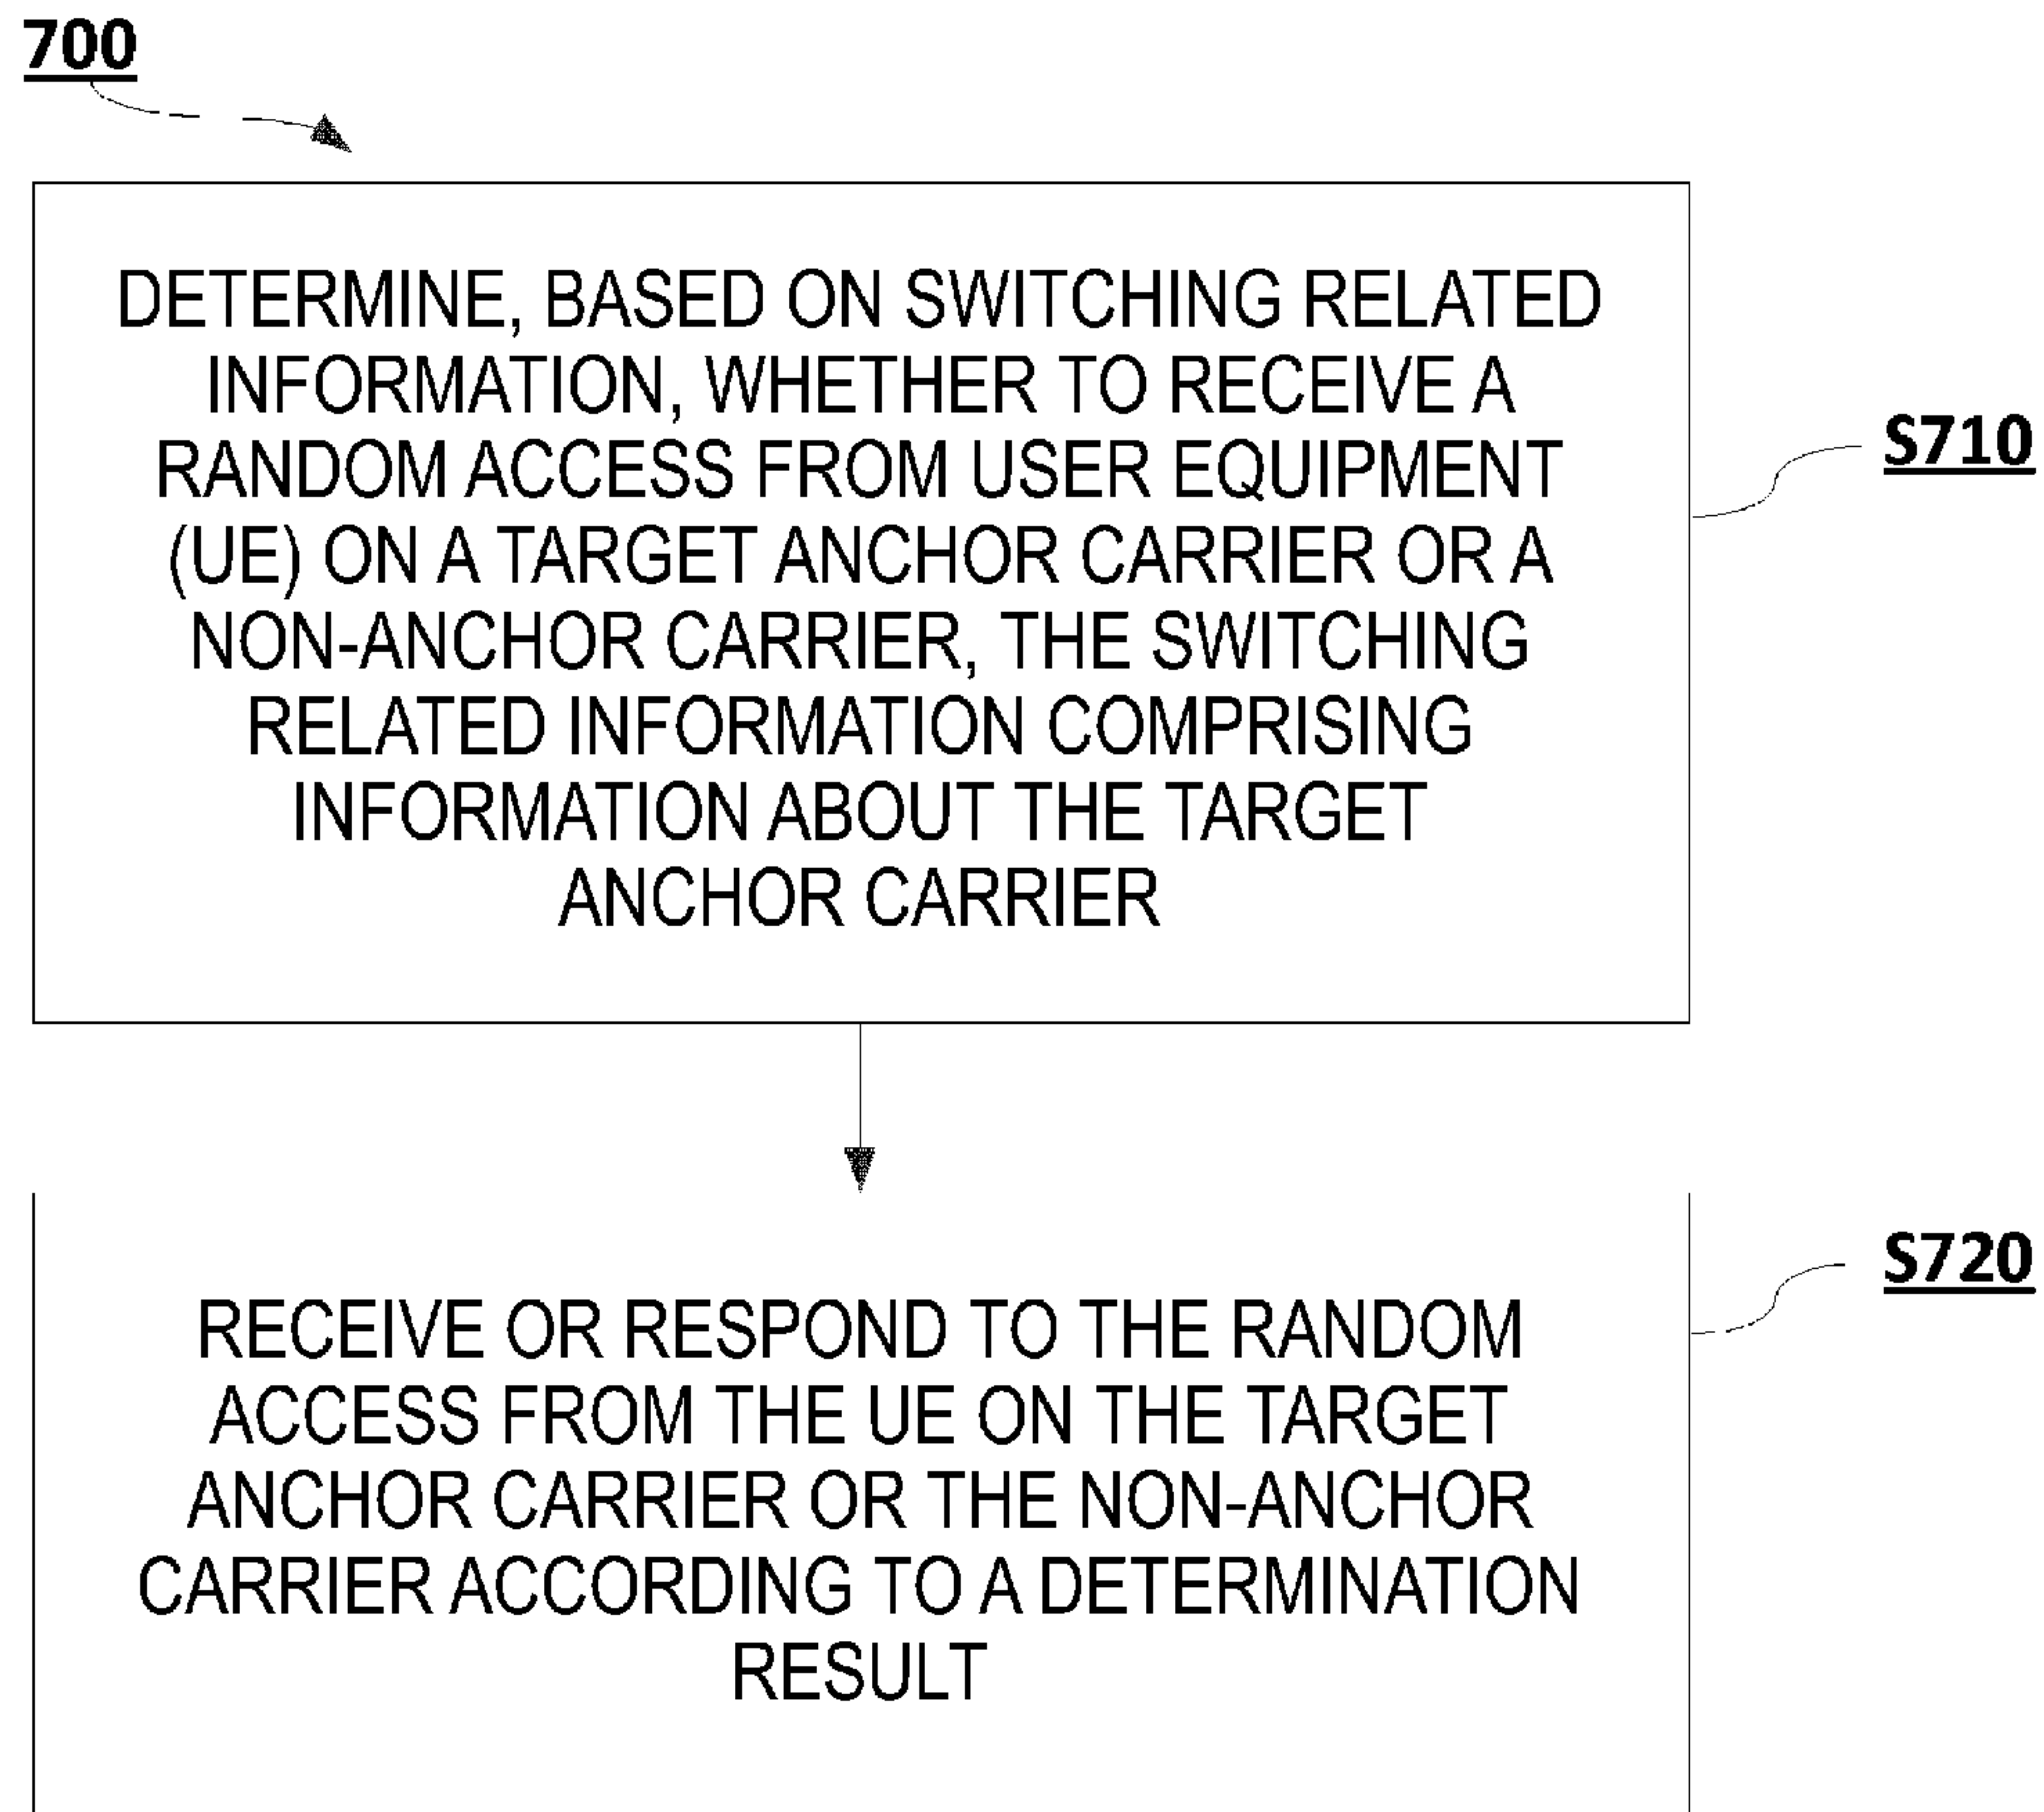 700
DETERMINE, BASED ON SWITCHING RELATED
INFORMATION, WHETHER TO RECEIVE A
RANDOM ACCESS FROM USER EQUIPMENT
(UE) ON A TARGET ANCHOR CARRIER OR A
NON-ANCHOR CARRIER, THE SWITCHING
RELATED INFORMATION COMPRISING
INFORMATION ABOUT THE TARGET
ANCHOR CARRIER
S710
RECEIVE OR RESPOND TO THE RANDOM
ACCESS FROM THE UE ON THE TARGET
ANCHOR CARRIER OR THE NON-ANCHOR
CARRIER ACCORDING TO A DETERMINATION
RESULT
S720